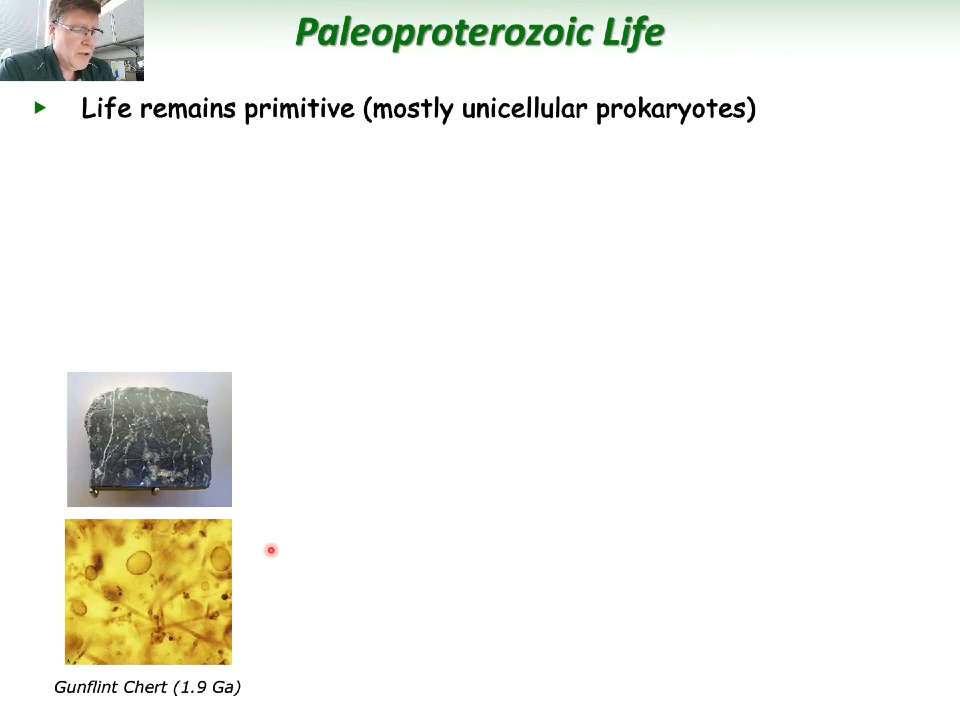 Paleoproterozoic Life
Life remains primitive (mostly unicellular prokaryotes)
Gunflint Chert (1.9 Ga)